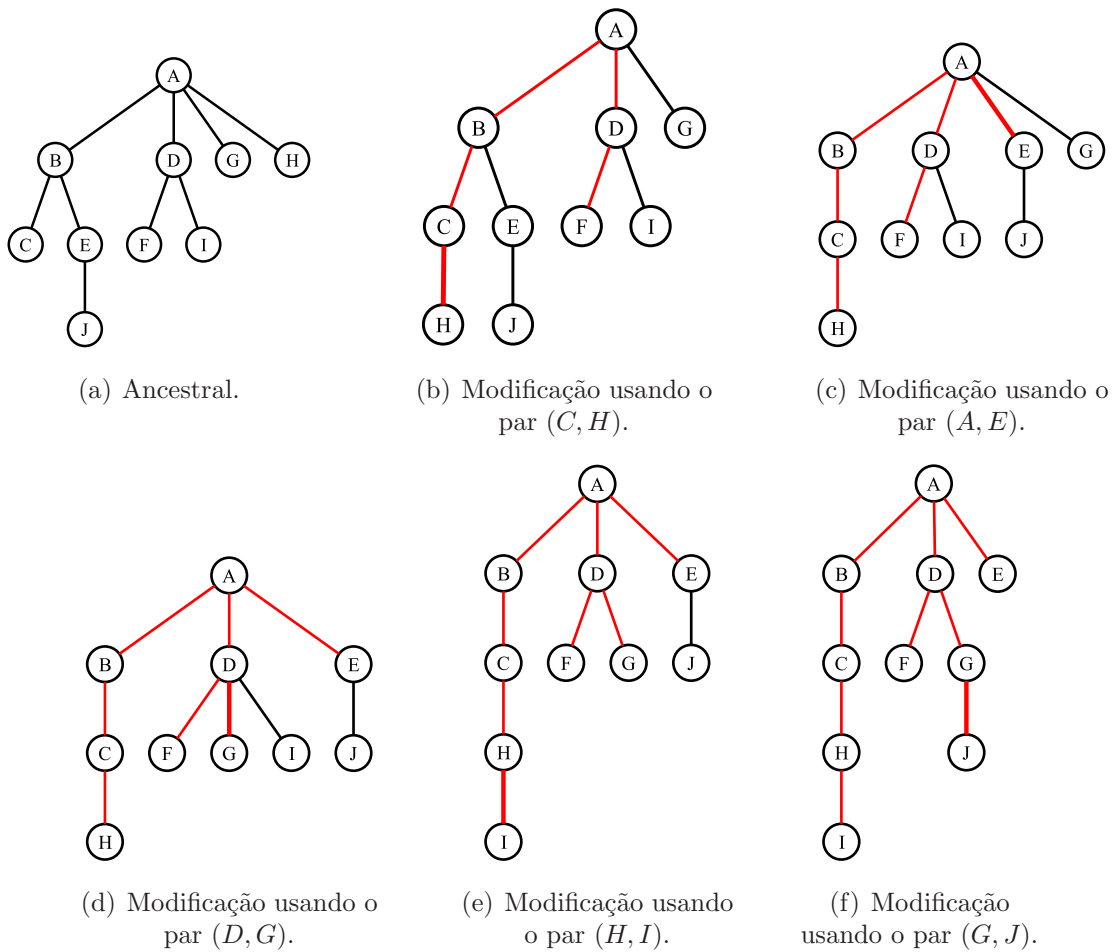 A
B D G H
C E F I
J
(a) Ancestral.
A
B D G
C E F I
H J
(b) Modificação usando o
par (C, H).
A
B D E G
C F I J
H
(c) Modificação usando o
par (A, E).
A
B D E
C F G I J
H
(d) Modificação usando o
par (D, G).
A
B D E
C F G J
H
I
(e) Modificação usando
o par (H, I).
A
B D E
C F G
H J
I
(f) Modificação
usando o par (G, J).